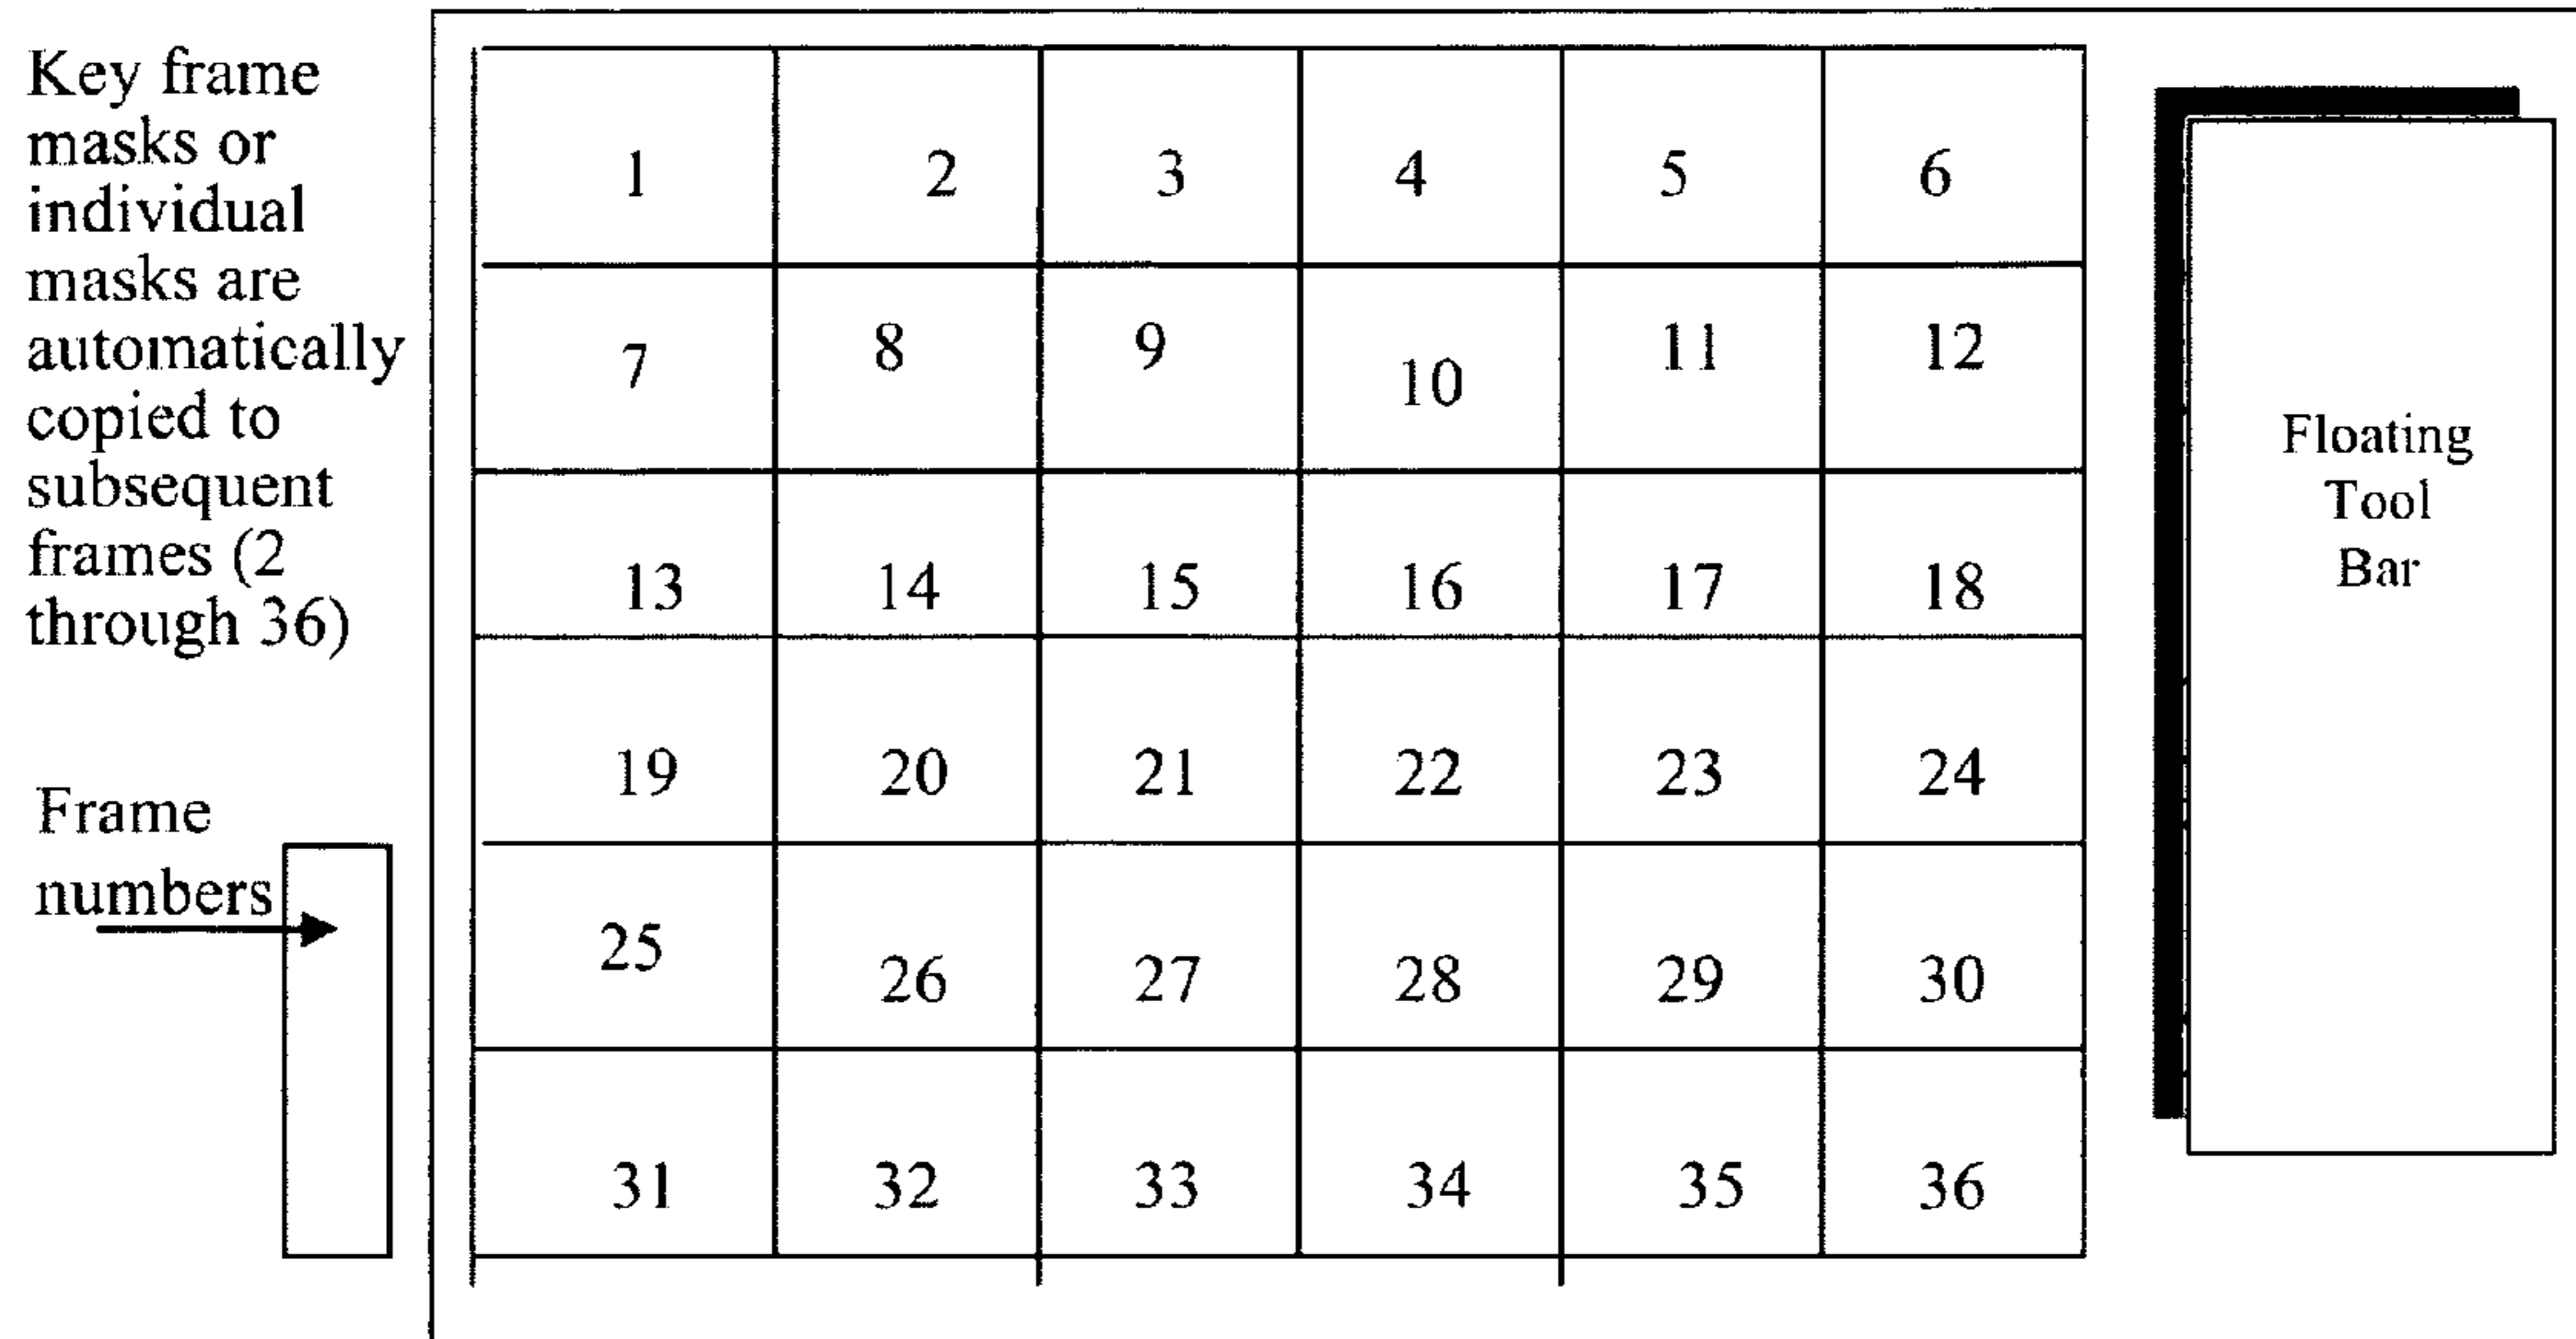 Key frame
masks or
individual
masks are
automatically
copied to
subsequent
frames (2
through 36)
Frame
numbers
1 2 3 4 5 6
7 8 9 10 11 12
13 14 15 16 17 18
19 20 21 22 23 24
25 26 27 28 29 30
31 32 33 34 35 36
Floating
Tool
Bar